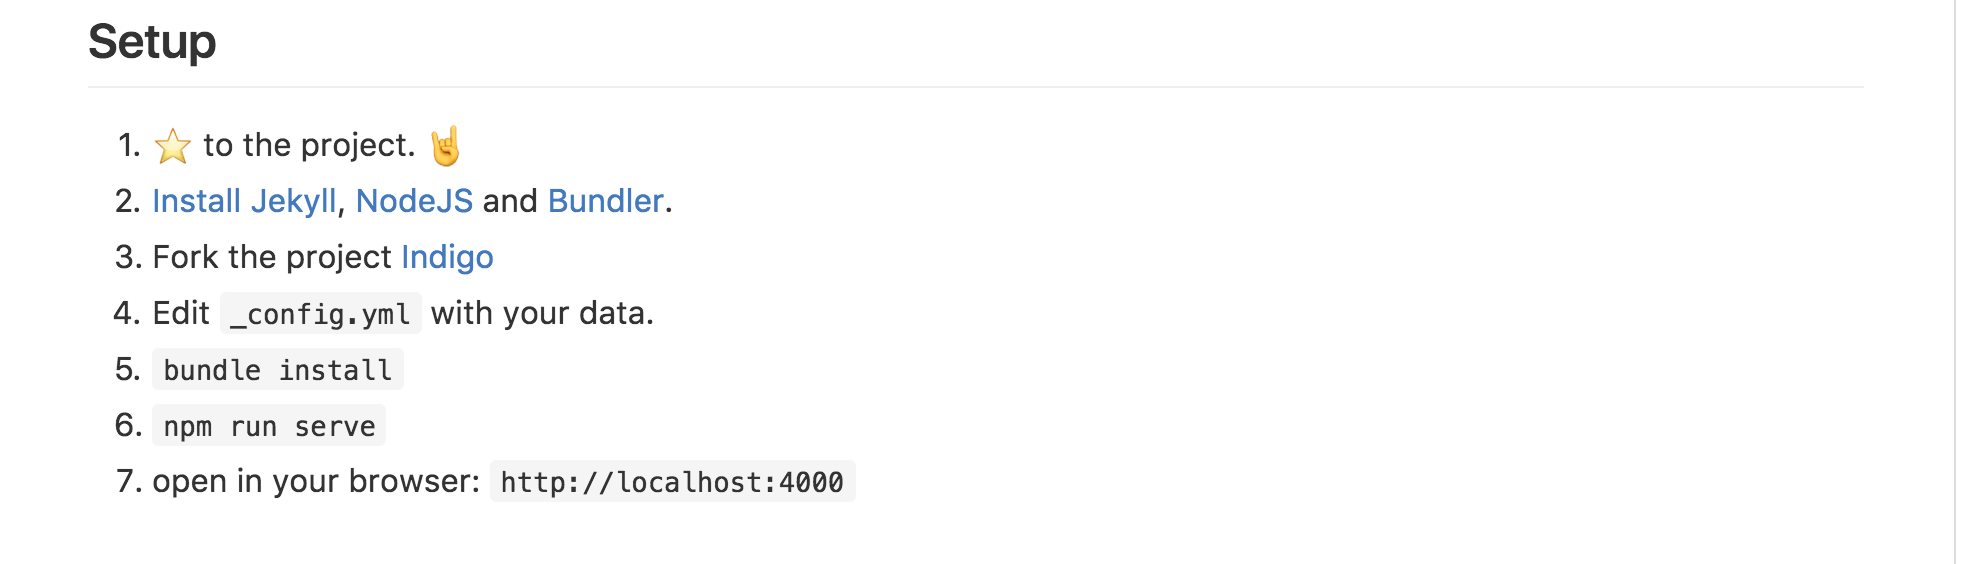 Setup
1. ⭐ to the project. 🤘
2. Install Jekyll, NodeJS and Bundler.
3. Fork the project Indigo
4. Edit _config.yml with your data.
5. bundle install
6. npm run serve
7. open in your browser: http://localhost:4000